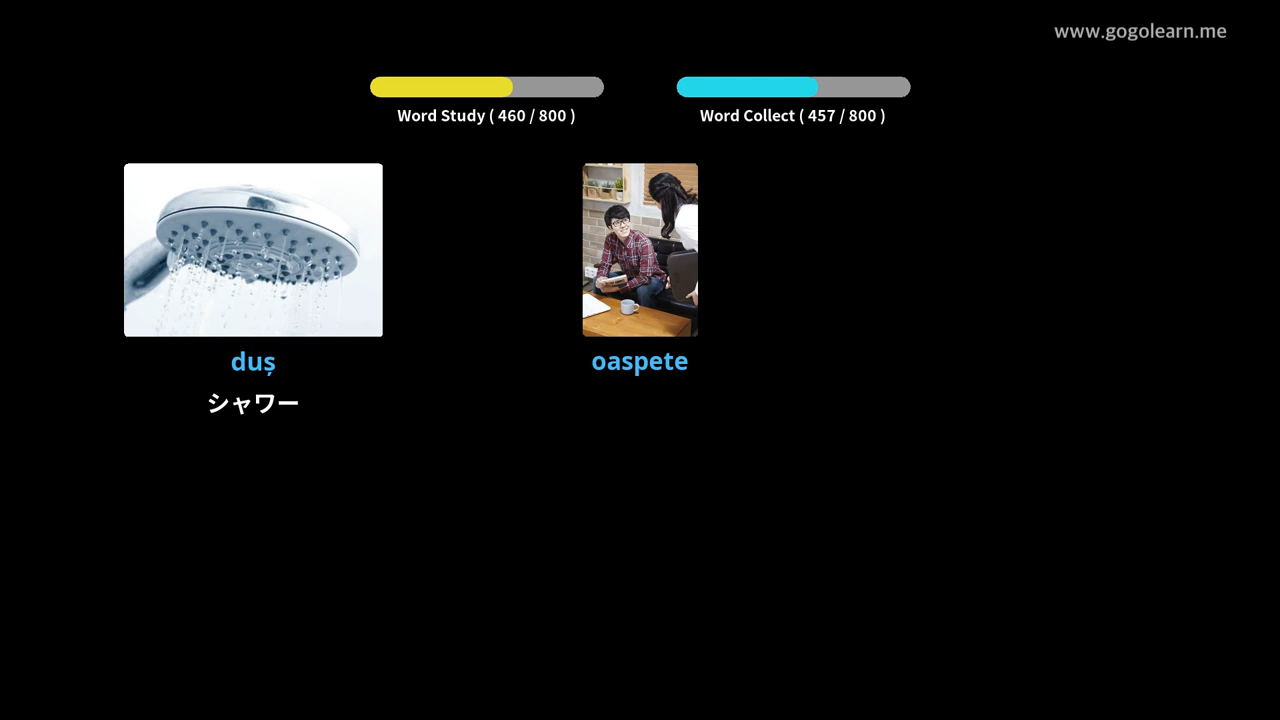 www.gogolearn.me
Word Study ( 460 / 800 )
Word Collect ( 457 / 800 )
duș
シャワー
oaspete